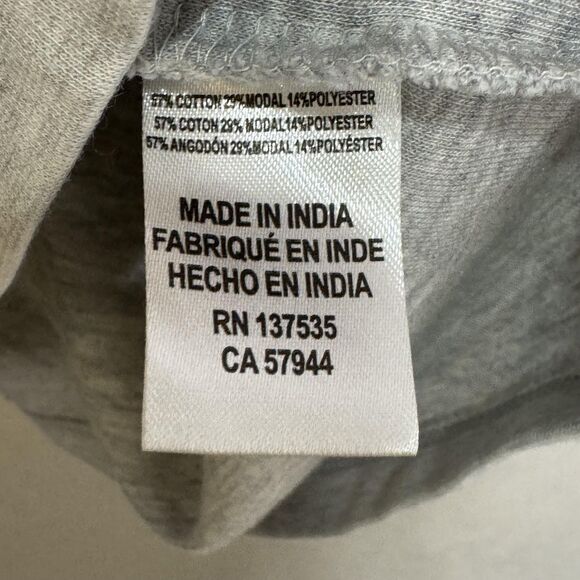 57% COTTON 29% MODAL 14% POLYESTER
57% COTON 29% MODAL 14% POLYESTER
57% ANGODÓN 29% MODAL 14% POLYÉSTER
MADE IN INDIA
FABRIQUÉ EN INDE
HECHO EN INDIA
RN 137535
CA 57944